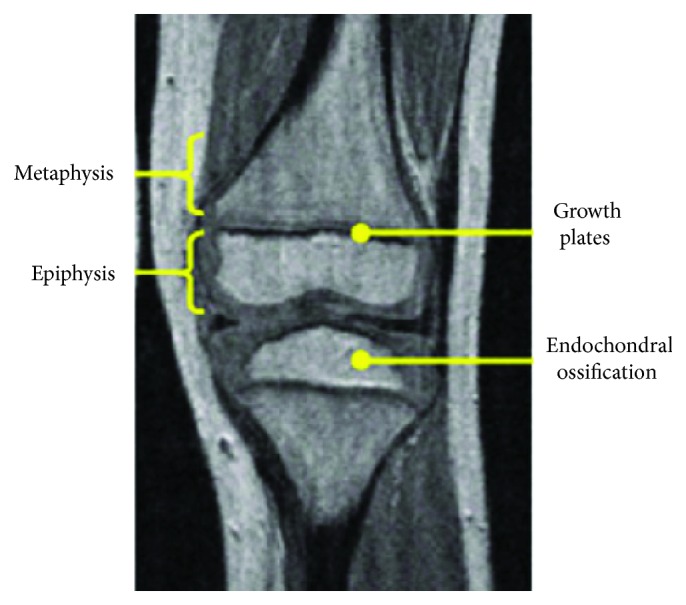 Metaphysis
Epiphysis
Growth
plates
Endochondral
ossification